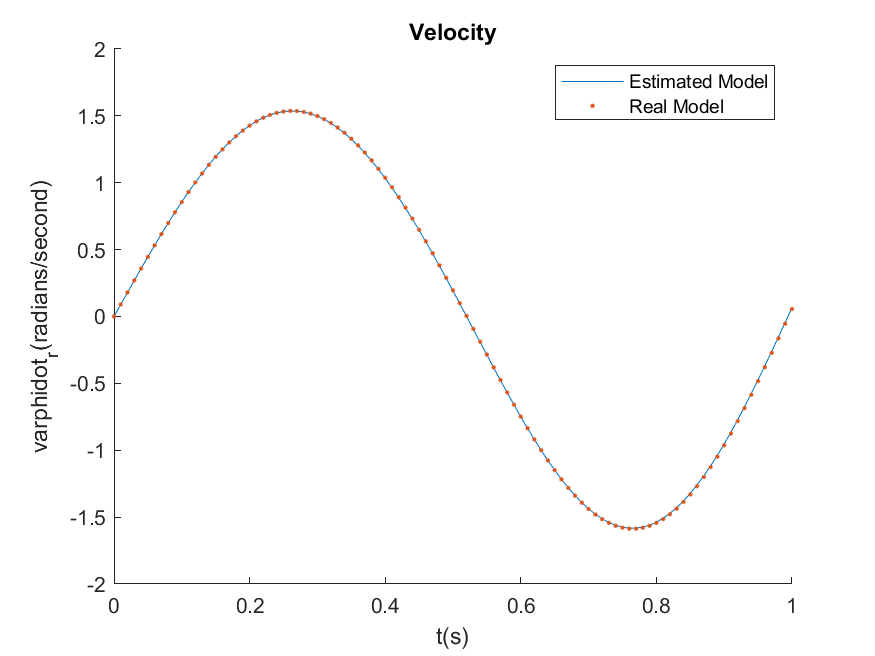 Velocity
Estimated Model
Real Model
2
1.5
1
0.5
0
-0.5
-1
-1.5
-2
varphidot_r(radians/second)
0 0.2 0.4 0.6 0.8 1
t(s)